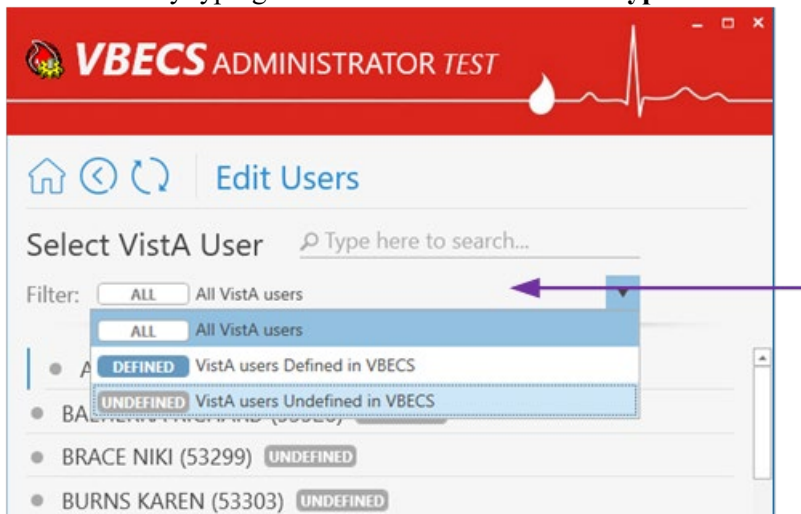 VBECS ADMINISTRATOR TEST
Edit Users
Select VistA User Type here to search...
Filter: ALL All VistA users
ALL All VistA users
DEFINED VistA users Defined in VBECS
UNDEFINED VistA users Undefined in VBECS
BRACE NIKI (53299) UNDEFINED
BURNS KAREN (53303) UNDEFINED